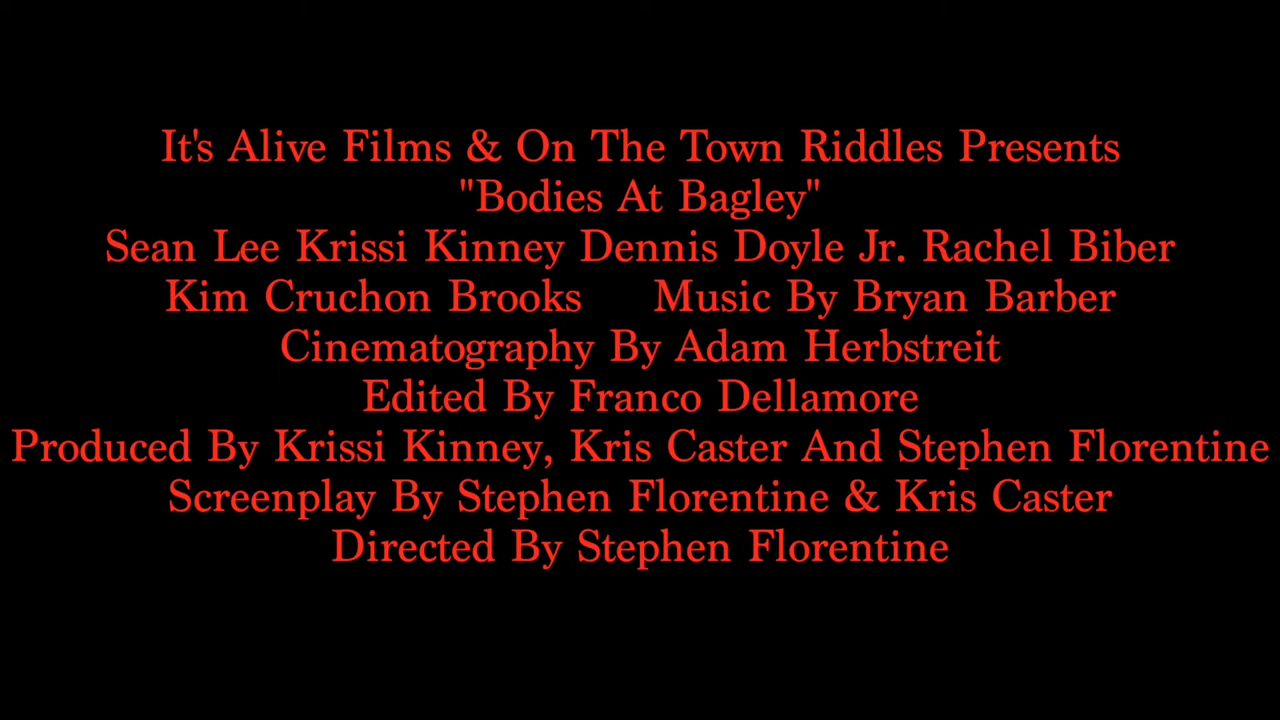 It's Alive Films & On The Town Riddles Presents
"Bodies At Bagley"
Sean Lee Krissi Kinney Dennis Doyle Jr. Rachel Biber
Kim Cruchon Brooks Music By Bryan Barber
Cinematography By Adam Herbstreit
Edited By Franco Dellamore
Produced By Krissi Kinney, Kris Caster And Stephen Florentine
Screenplay By Stephen Florentine & Kris Caster
Directed By Stephen Florentine